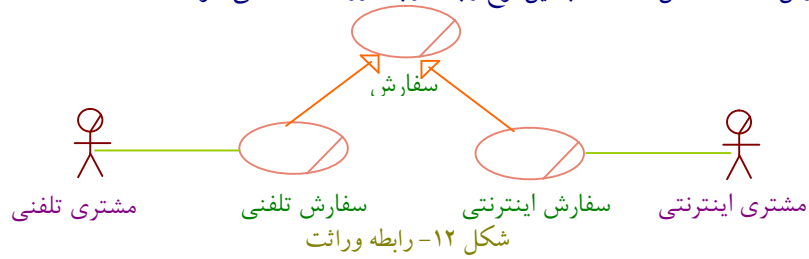 سفارش
مشتری اینترنتی
سفارش اینترنتی
سفارش تلفنی
مشتری تلفنی
شکل ۱۲- رابطه وراثت